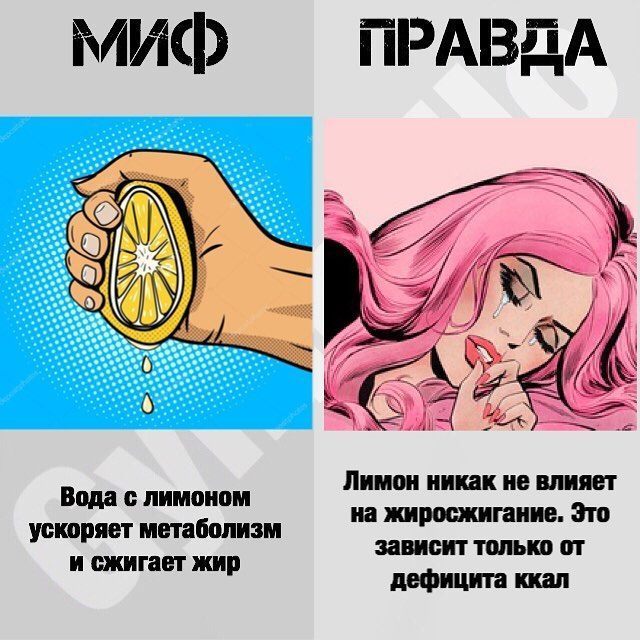 МИФ
ПРАВДА
Вода с лимоном
ускоряет метаболизм
и сжигает жир
Лимон никак не влияет
на жиросжигание. Это
зависит только от
дефицита ккал